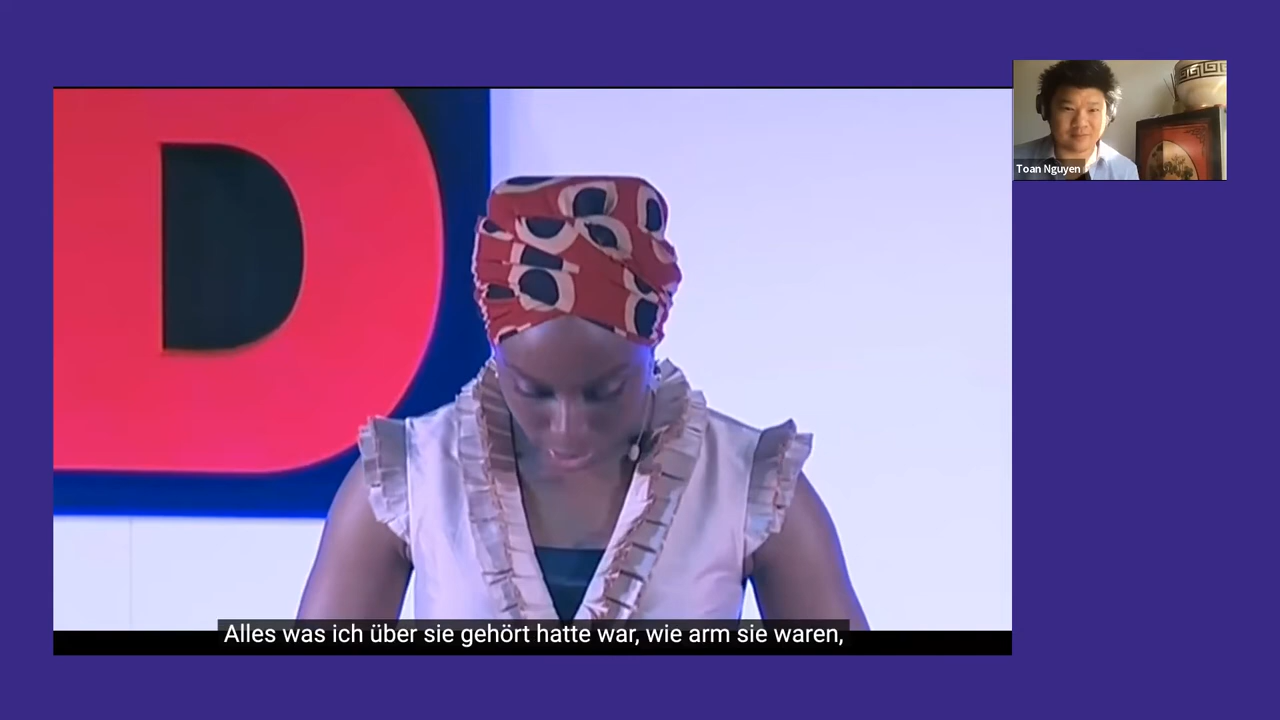 D
Toan Nguyen
Alles was ich über sie gehört hatte war, wie arm sie waren,